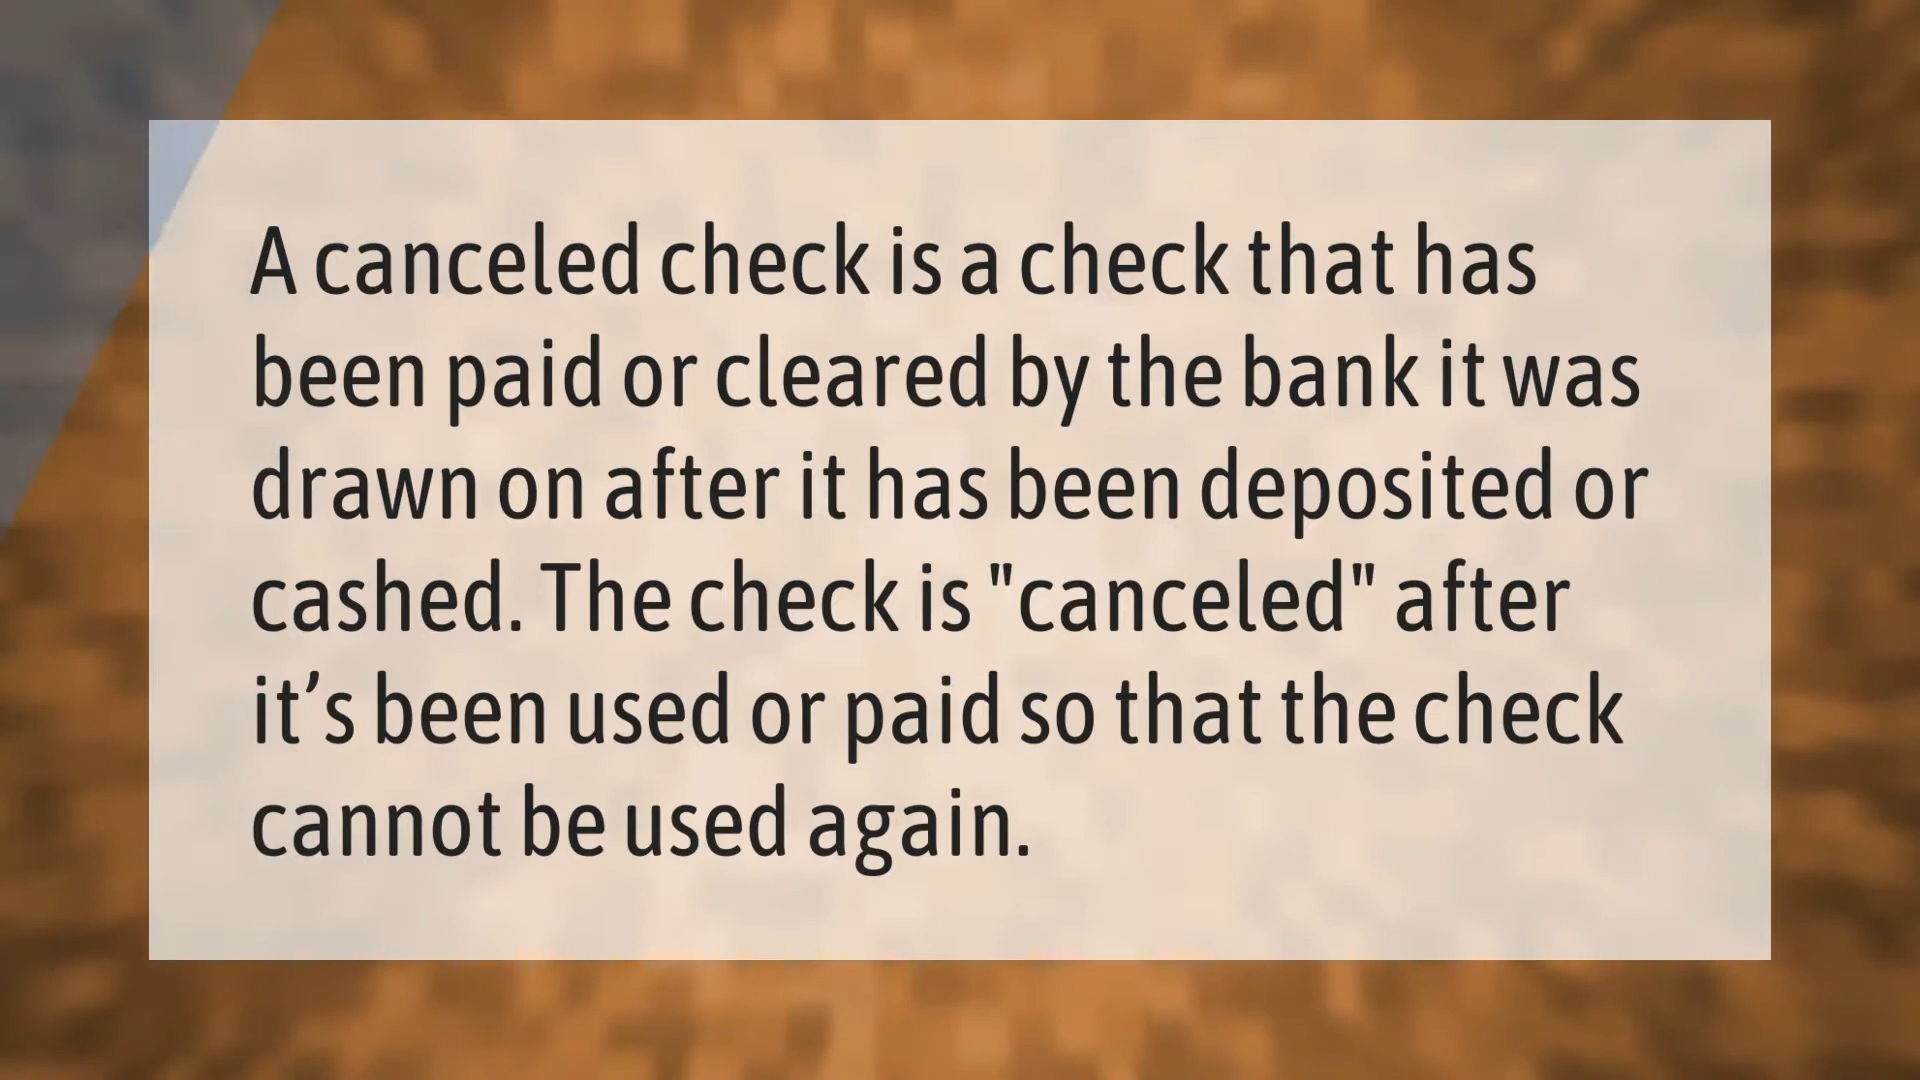 A canceled check is a check that has
been paid or cleared by the bank it was
drawn on after it has been deposited or
cashed. The check is "canceled" after
it’s been used or paid so that the check
cannot be used again.